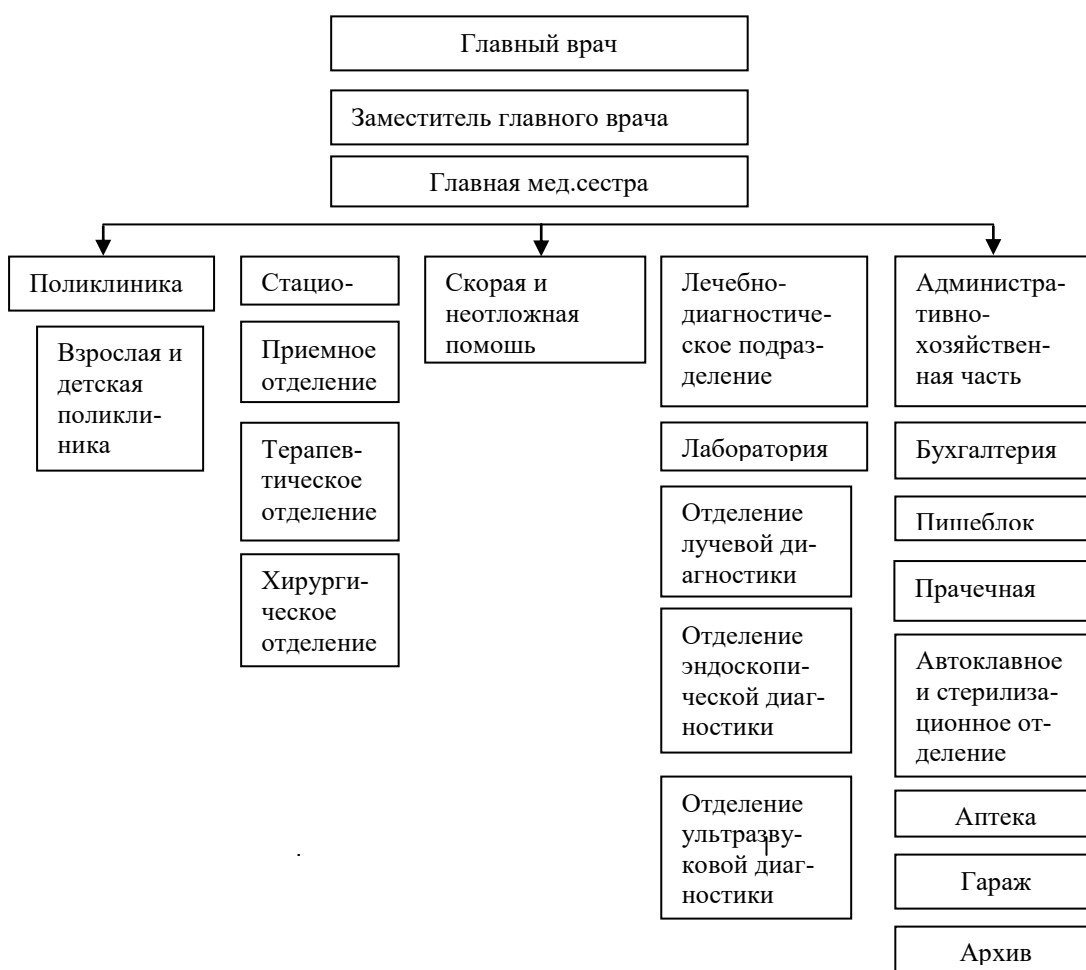 Главный врач
Заместитель главного врача
Главная мед.сестра
Поликлиника
Взрослая и
детская
поликли-
ника
Стацио-
Приемное
отделение
Терапев-
тическое
отделение
Хирурги-
ческое
отделение
Скорая и
неотложная
помошь
Лечебно-
диагностиче-
ское подраз-
деление
Лаборатория
Отделение
лучевой ди-
агностики
Отделение
эндоскопи-
ческой диаг-
ностики
Отделение
ультразву-
ковой диаг-
ностики
Администра-
тивно-
хозяйствен-
ная часть
Бухгалтерия
Пищеблок
Прачечная
Автоклавное
и стерилиза-
ционное от-
деление
Аптека
Гараж
Архив